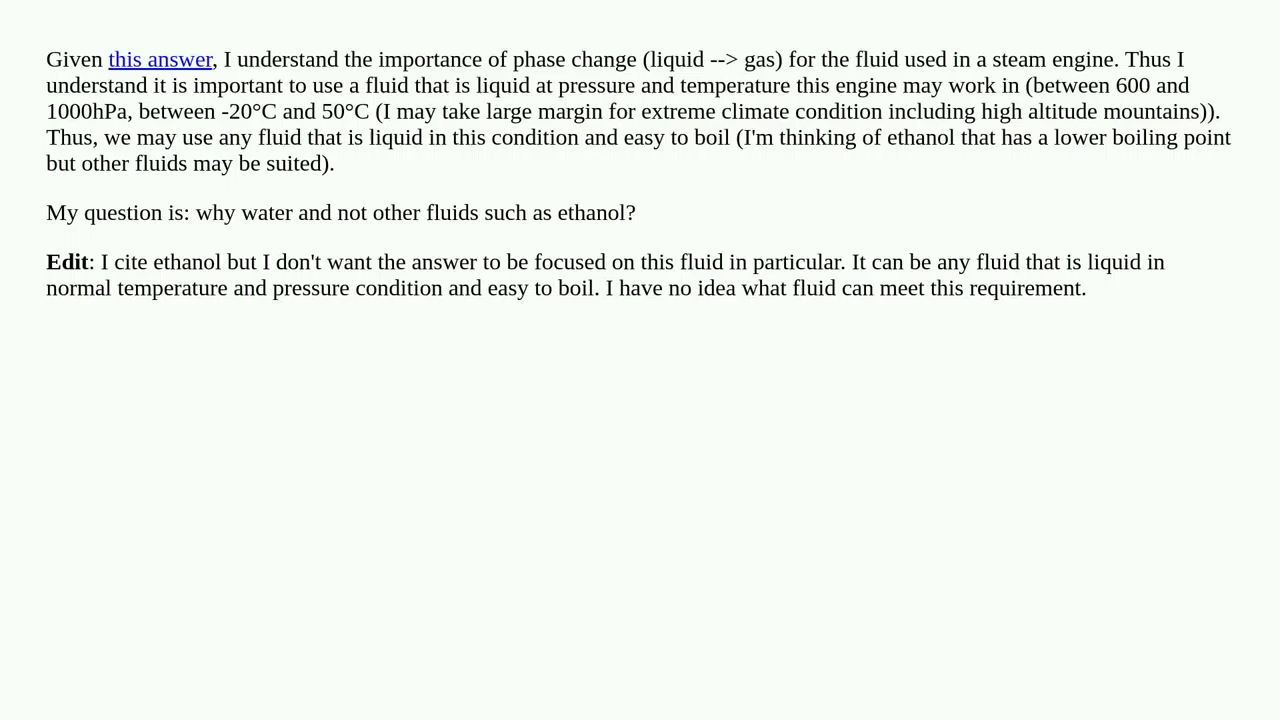 Given this answer, I understand the importance of phase change (liquid --> gas) for the fluid used in a steam engine. Thus I
understand it is important to use a fluid that is liquid at pressure and temperature this engine may work in (between 600 and
1000hPa, between -20°C and 50°C (I may take large margin for extreme climate condition including high altitude mountains)).
Thus, we may use any fluid that is liquid in this condition and easy to boil (I'm thinking of ethanol that has a lower boiling point
but other fluids may be suited).
My question is: why water and not other fluids such as ethanol?
Edit: I cite ethanol but I don't want the answer to be focused on this fluid in particular. It can be any fluid that is liquid in
normal temperature and pressure condition and easy to boil. I have no idea what fluid can meet this requirement.